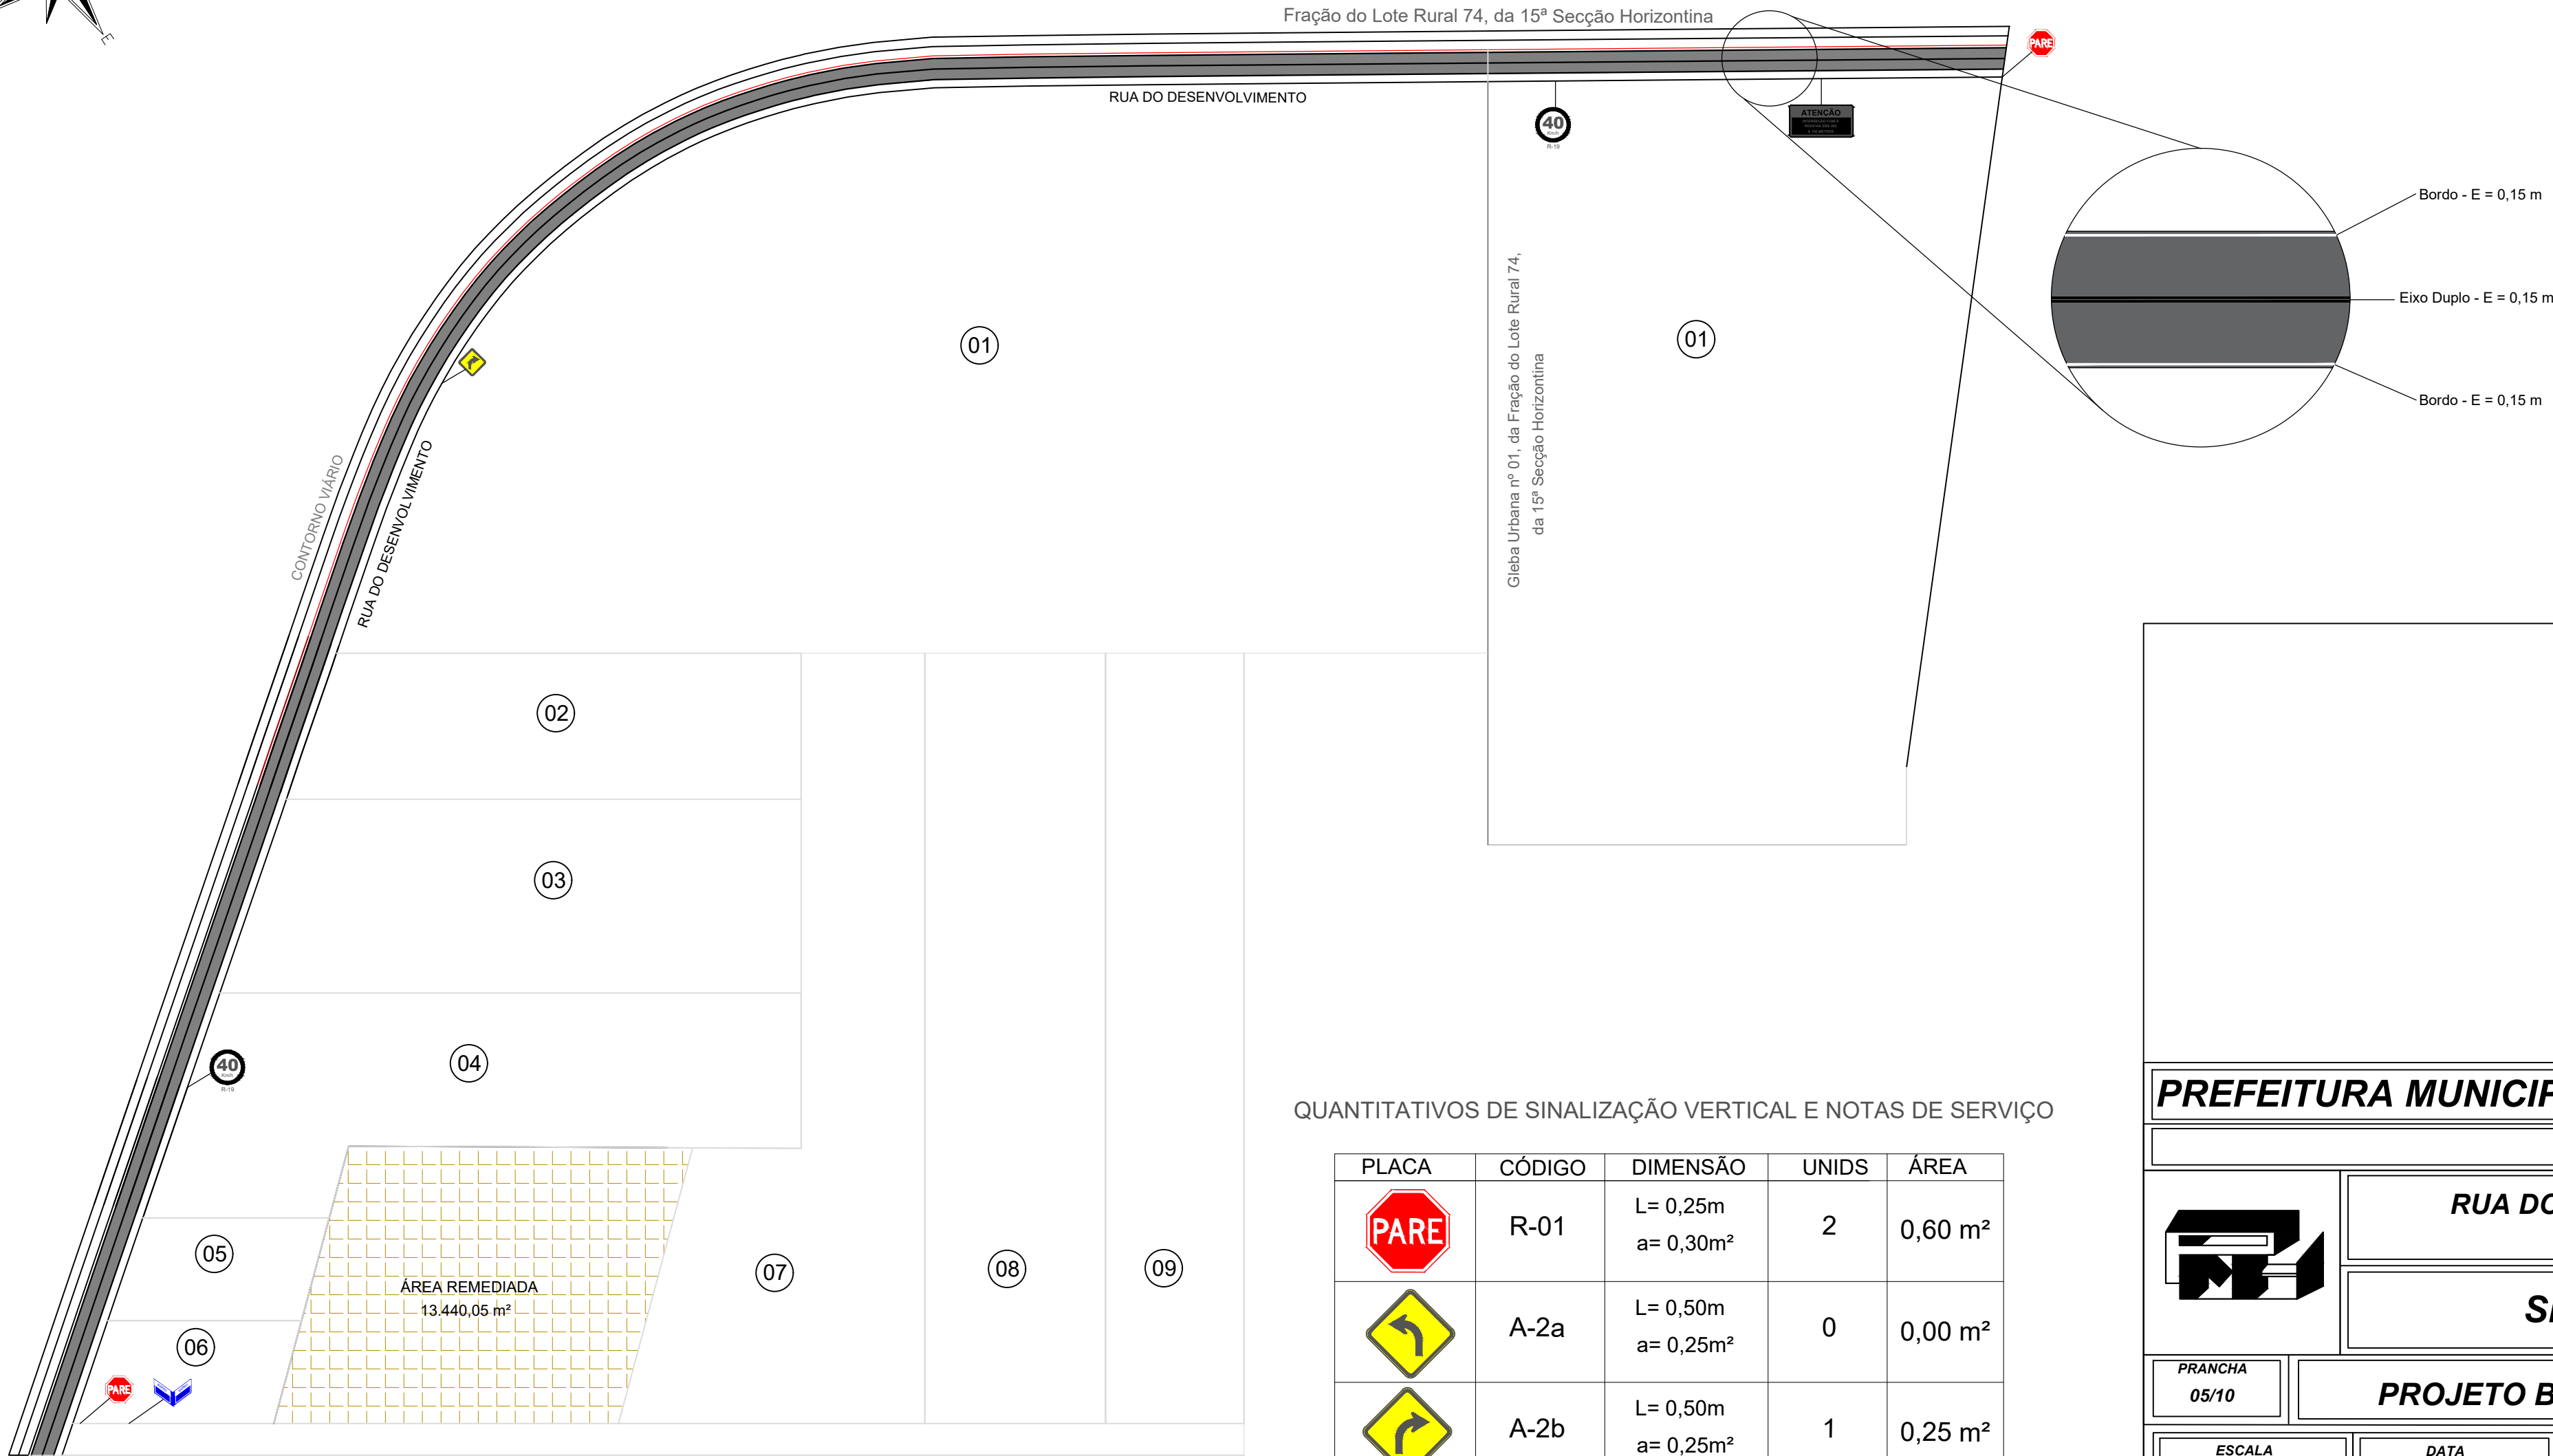 E
Fração do Lote Rural 74, da 15ª Secção Horizontina
PARE
RUA DO DESENVOLVIMENTO
40
Km/h
R-19
ATENÇÃO
Bordo - E = 0,15 m
Eixo Duplo - E = 0,15 m
Bordo - E = 0,15 m
01
Gleba Urbana nº 01, da Fração do Lote Rural 74,
da 15ª Secção Horizontina
01
CONTORNO VIÁRIO
RUA DO DESENVOLVIMENTO
02
03
04
40
Km/h
R-19
05
06
ÁREA REMEDIADA
13.440,05 m²
07
08
09
PARE
QUANTITATIVOS DE SINALIZAÇÃO VERTICAL E NOTAS DE SERVIÇO
PLACA CÓDIGO DIMENSÃO UNIDS ÁREA
PARE R-01 L= 0,25m a= 0,30m² 2 0,60 m²
A-2a L= 0,50m a= 0,25m² 0 0,00 m²
A-2b L= 0,50m a= 0,25m² 1 0,25 m²
PREFEITURA MUNICIP
RUA DO
SI
PRANCHA
05/10
PROJETO B
ESCALA
DATA